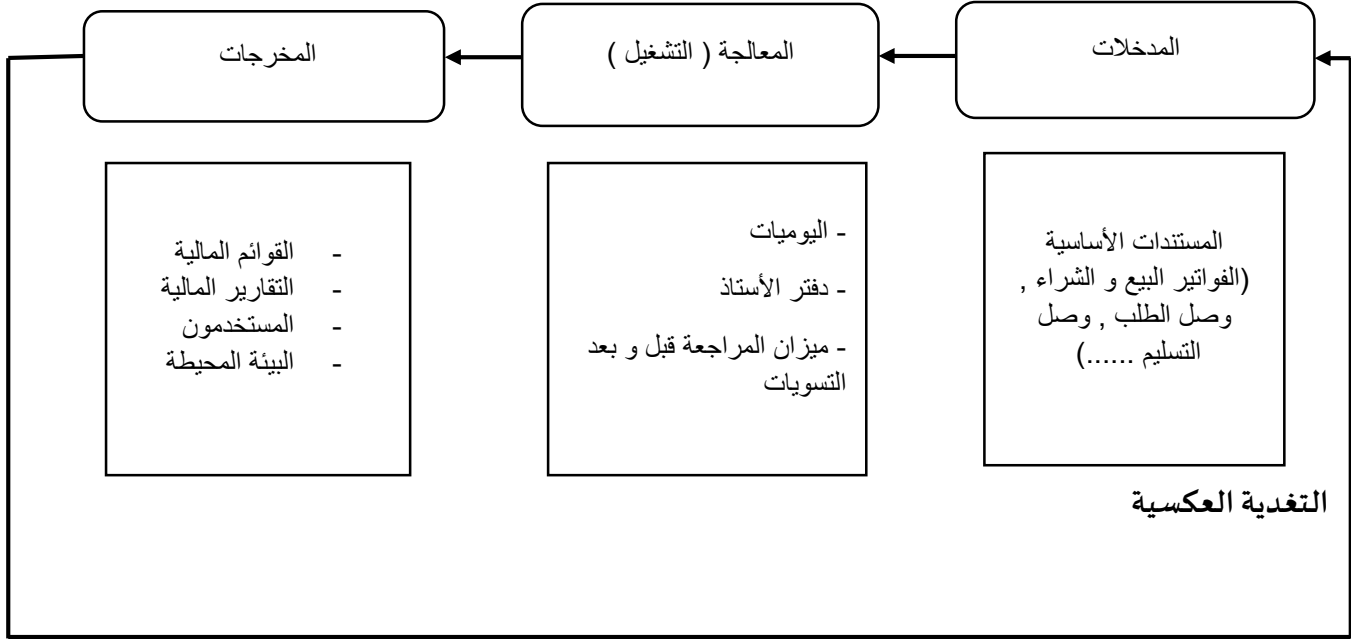 المدخلات
المعالجة ( التشغيل )
المخرجات
المستندات الأساسية
(الفواتير البيع و الشراء ,
وصل الطلب , وصل
التسليم ......)
- اليوميات
- دفتر الأستاذ
- ميزان المراجعة قبل و بعد
التسويات
- القوائم المالية
- التقارير المالية
- المستخدمون
- البيئة المحيطة
التغدية العكسية